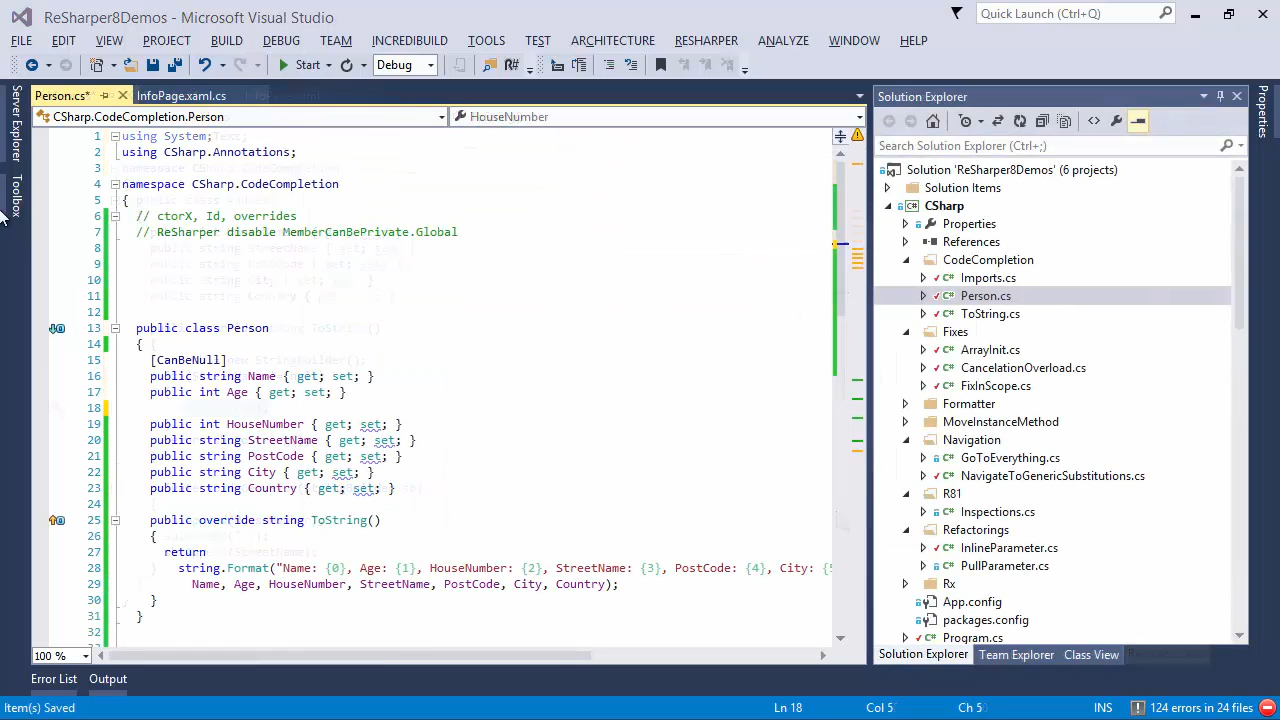 ReSharper8Demos - Microsoft Visual Studio
Quick Launch (Ctrl+Q)
FILE EDIT VIEW PROJECT BUILD DEBUG TEAM INCREDIBUILD TOOLS TEST ARCHITECTURE RESHARPER ANALYZE WINDOW HELP
Start Debug R#
Server Explorer
Toolbox
Person.cs* InfoPage.xaml.cs
CSharp.CodeCompletion.Person HouseNumber
1 using System;
2 using CSharp.Annotations;
3
4 namespace CSharp.CodeCompletion
5 {
6 // ctorX, Id, overrides
7 // ReSharper disable MemberCanBePrivate.Global
8
9
10
11
12
13 public class Person
14 {
15 [CanBeNull]
16 public string Name { get; set; }
17 public int Age { get; set; }
18
19 public int HouseNumber { get; set; }
20 public string StreetName { get; set; }
21 public string PostCode { get; set; }
22 public string City { get; set; }
23 public string Country { get; set; }
24
25 public override string ToString()
26 {
27 return
28 string.Format("Name: {0}, Age: {1}, HouseNumber: {2}, StreetName: {3}, PostCode: {4}, City: {5
29 Name, Age, HouseNumber, StreetName, PostCode, City, Country);
30 }
31 }
32
100 %
Solution Explorer
Search Solution Explorer (Ctrl+;)
Solution 'ReSharper8Demos' (6 projects)
Solution Items
CSharp
Properties
References
CodeCompletion
C# Imports.cs
C# Person.cs
C# ToString.cs
Fixes
C# ArrayInit.cs
C# CancelationOverload.cs
C# FixInScope.cs
Formatter
MoveInstanceMethod
Navigation
C# GoToEverything.cs
C# NavigateToGenericSubstitutions.cs
R81
C# Inspections.cs
Refactorings
C# InlineParameter.cs
C# PullParameter.cs
Rx
App.config
packages.config
C# Program.cs
Solution Explorer Team Explorer Class View
Properties
Error List Output
Item(s) Saved Ln 18 Col 5 Ch 5 INS 124 errors in 24 files